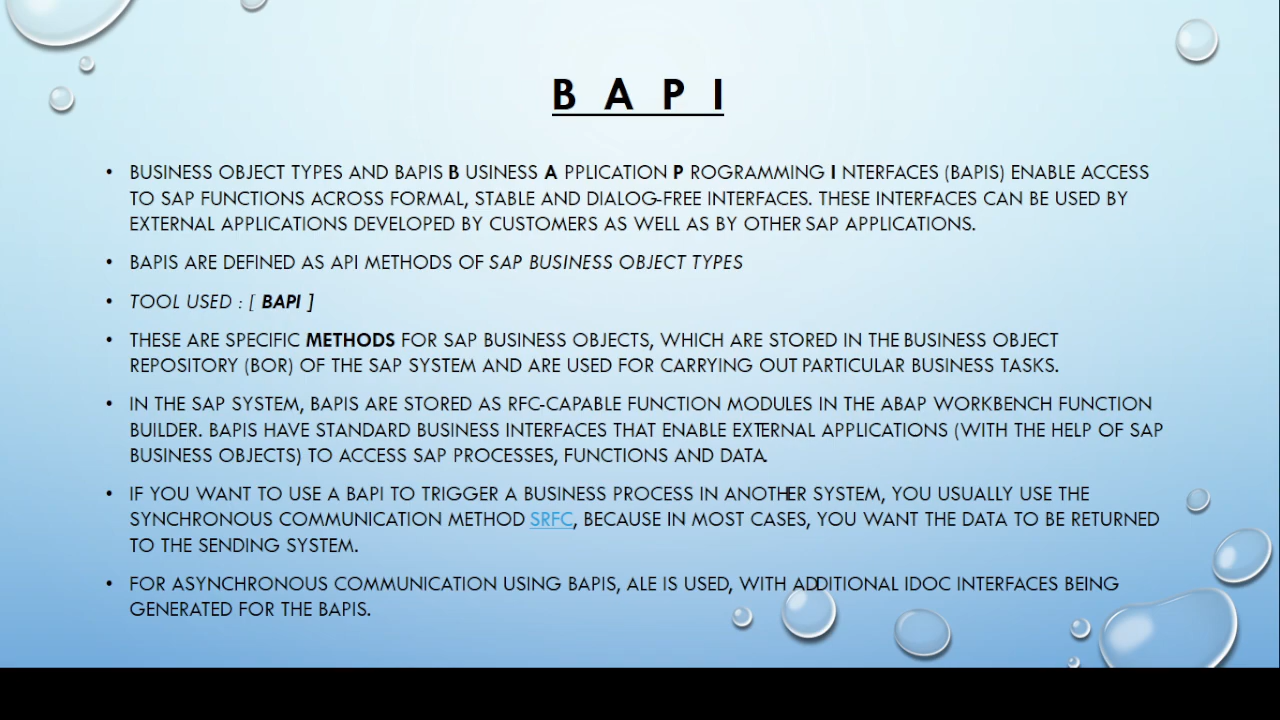 B A P I
• BUSINESS OBJECT TYPES AND BAPIS B USINESS A PPLICATION P ROGRAMMING I NTERFACES (BAPIS) ENABLE ACCESS
TO SAP FUNCTIONS ACROSS FORMAL, STABLE AND DIALOG-FREE INTERFACES. THESE INTERFACES CAN BE USED BY
EXTERNAL APPLICATIONS DEVELOPED BY CUSTOMERS AS WELL AS BY OTHER SAP APPLICATIONS.
• BAPIS ARE DEFINED AS API METHODS OF SAP BUSINESS OBJECT TYPES
• TOOL USED : [ BAPI ]
• THESE ARE SPECIFIC METHODS FOR SAP BUSINESS OBJECTS, WHICH ARE STORED IN THE BUSINESS OBJECT
REPOSITORY (BOR) OF THE SAP SYSTEM AND ARE USED FOR CARRYING OUT PARTICULAR BUSINESS TASKS.
• IN THE SAP SYSTEM, BAPIS ARE STORED AS RFC-CAPABLE FUNCTION MODULES IN THE ABAP WORKBENCH FUNCTION
BUILDER. BAPIS HAVE STANDARD BUSINESS INTERFACES THAT ENABLE EXTERNAL APPLICATIONS (WITH THE HELP OF SAP
BUSINESS OBJECTS) TO ACCESS SAP PROCESSES, FUNCTIONS AND DATA.
• IF YOU WANT TO USE A BAPI TO TRIGGER A BUSINESS PROCESS IN ANOTHER SYSTEM, YOU USUALLY USE THE
SYNCHRONOUS COMMUNICATION METHOD SRFC, BECAUSE IN MOST CASES, YOU WANT THE DATA TO BE RETURNED
TO THE SENDING SYSTEM.
• FOR ASYNCHRONOUS COMMUNICATION USING BAPIS, ALE IS USED, WITH ADDITIONAL IDOC INTERFACES BEING
GENERATED FOR THE BAPIS.